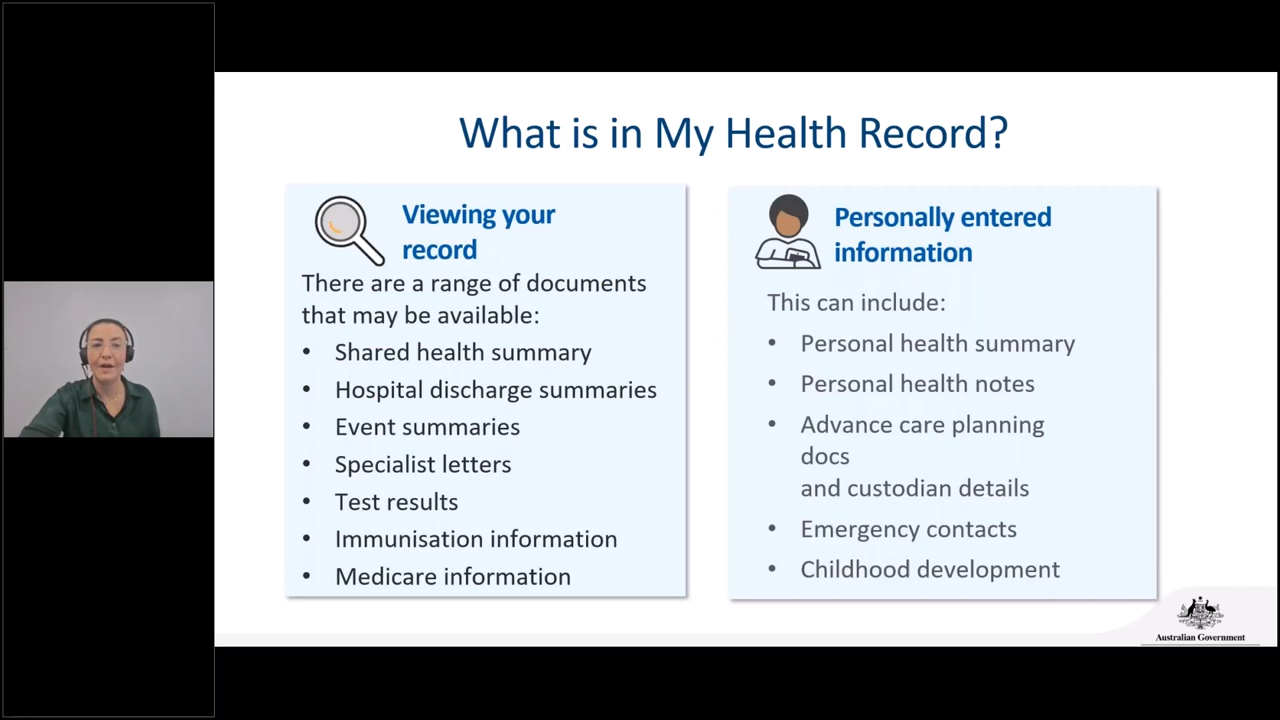 What is in My Health Record?
Viewing your
record
There are a range of documents
that may be available:
• Shared health summary
• Hospital discharge summaries
• Event summaries
• Specialist letters
• Test results
• Immunisation information
• Medicare information
Personally entered
information
This can include:
• Personal health summary
• Personal health notes
• Advance care planning
docs
and custodian details
• Emergency contacts
• Childhood development
Australian Government